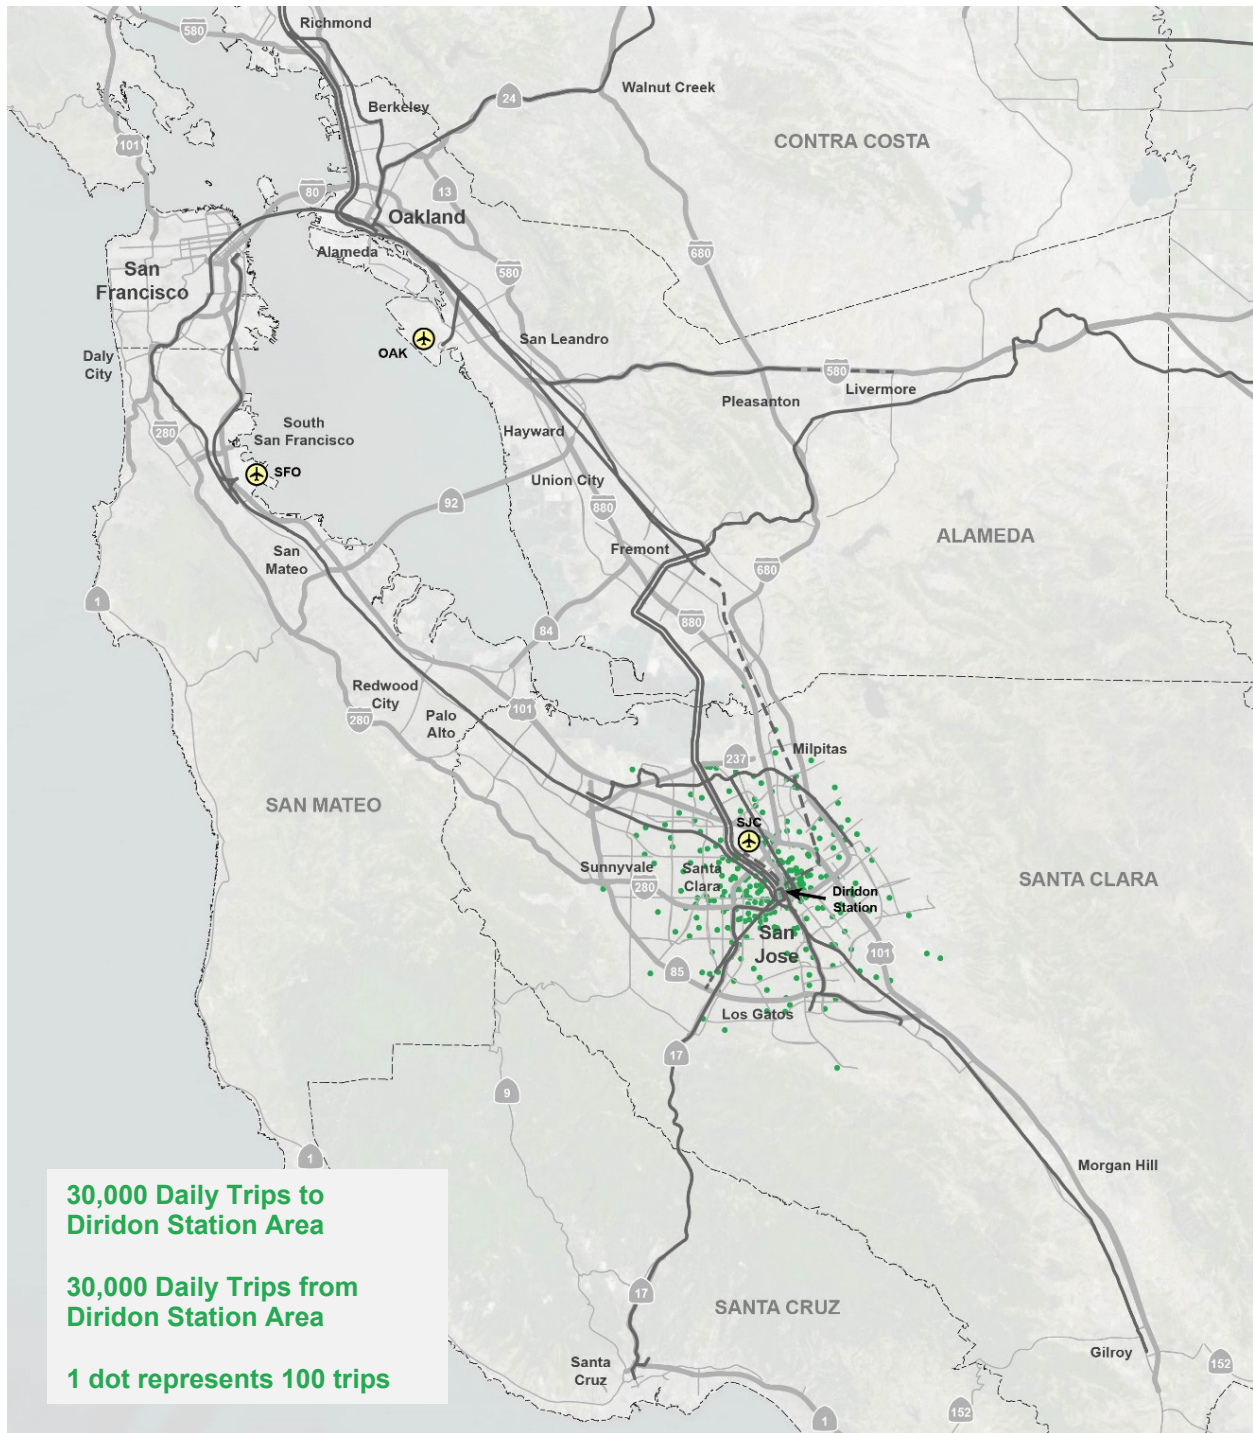 580
Richmond
Walnut Creek
24
Berkeley
CONTRA COSTA
101
80
13
Oakland
Alameda
680
San
Francisco
580
OAK
San Leandro
Daly
City
580
Livermore
Pleasanton
280
South
San Francisco
Hayward
SFO
Union City
92
880
ALAMEDA
San
Mateo
Fremont
680
1
84
880
Redwood
City
280
Palo
Alto
101
Milpitas
237
SAN MATEO
SJC
Sunnyvale
Santa
Clara
280
SANTA CLARA
Diridon
Station
San
Jose
101
85
Los Gatos
17
9
1
Morgan Hill
30,000 Daily Trips to
Diridon Station Area
30,000 Daily Trips from
Diridon Station Area
1 dot represents 100 trips
17
SANTA CRUZ
Santa
Cruz
Gilroy
152
152
1